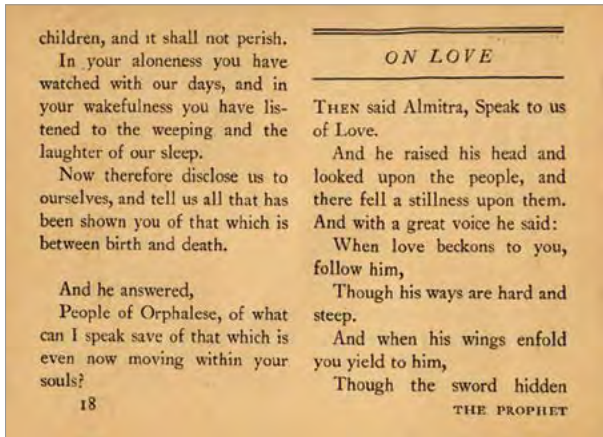 children, and it shall not perish.
In your aloneness you have
watched with our days, and in
your wakefulness you have lis-
tened to the weeping and the
laughter of our sleep.
Now therefore disclose us to
ourselves, and tell us all that has
been shown you of that which is
between birth and death.
And he answered,
People of Orphalese, of what
can I speak save of that which is
even now moving within your
souls?
18
ON LOVE
THEN said Almitra, Speak to us
of Love.
And he raised his head and
looked upon the people, and
there fell a stillness upon them.
And with a great voice he said:
When love beckons to you,
follow him,
Though his ways are hard and
steep.
And when his wings enfold
you yield to him,
Though the sword hidden
THE PROPHET